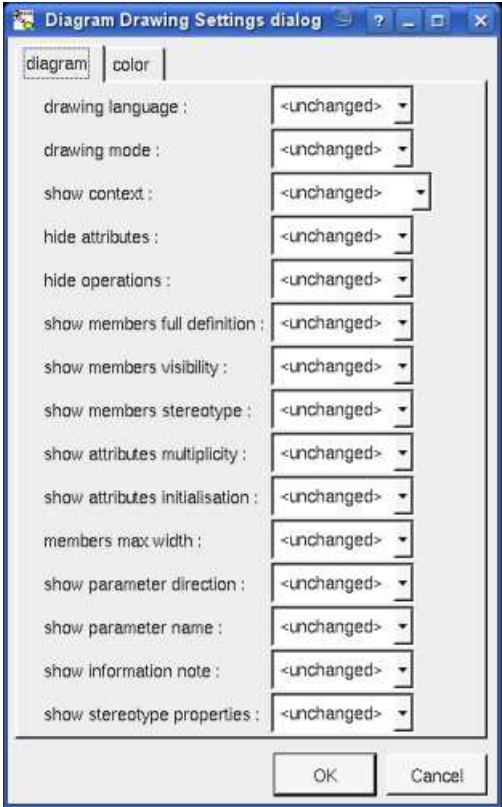 Diagram Drawing Settings dialog ?
diagram color
drawing language : <unchanged>
drawing mode : <unchanged>
show context : <unchanged>
hide attributes : <unchanged>
hide operations : <unchanged>
show members full definition : <unchanged>
show members visibility : <unchanged>
show members stereotype : <unchanged>
show attributes multiplicity : <unchanged>
show attributes initialisation : <unchanged>
members max width : <unchanged>
show parameter direction : <unchanged>
show parameter name : <unchanged>
show information note : <unchanged>
show stereotype properties : <unchanged>
OK Cancel